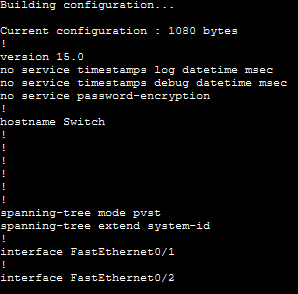 Building configuration...
Current configuration : 1080 bytes
!
version 15.0
no service timestamps log datetime msec
no service timestamps debug datetime msec
no service password-encryption
!
hostname Switch
!
!
!
!
!
!
spanning-tree mode pvst
spanning-tree extend system-id
!
interface FastEthernet0/1
!
interface FastEthernet0/2